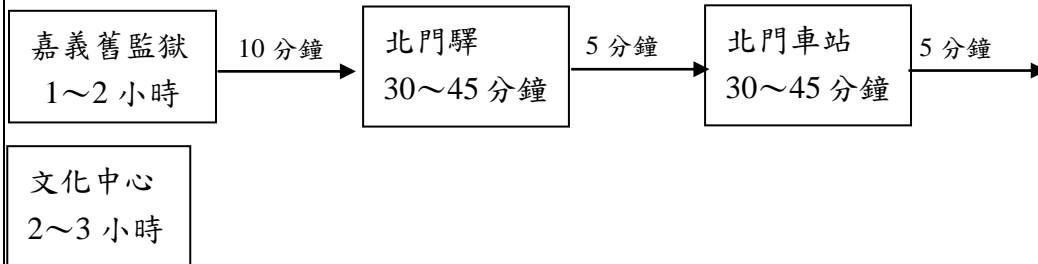 嘉義舊監獄
1～2 小時
10 分鐘
北門驛
30～45 分鐘
5 分鐘
北門車站
30～45 分鐘
5 分鐘
文化中心
2～3 小時